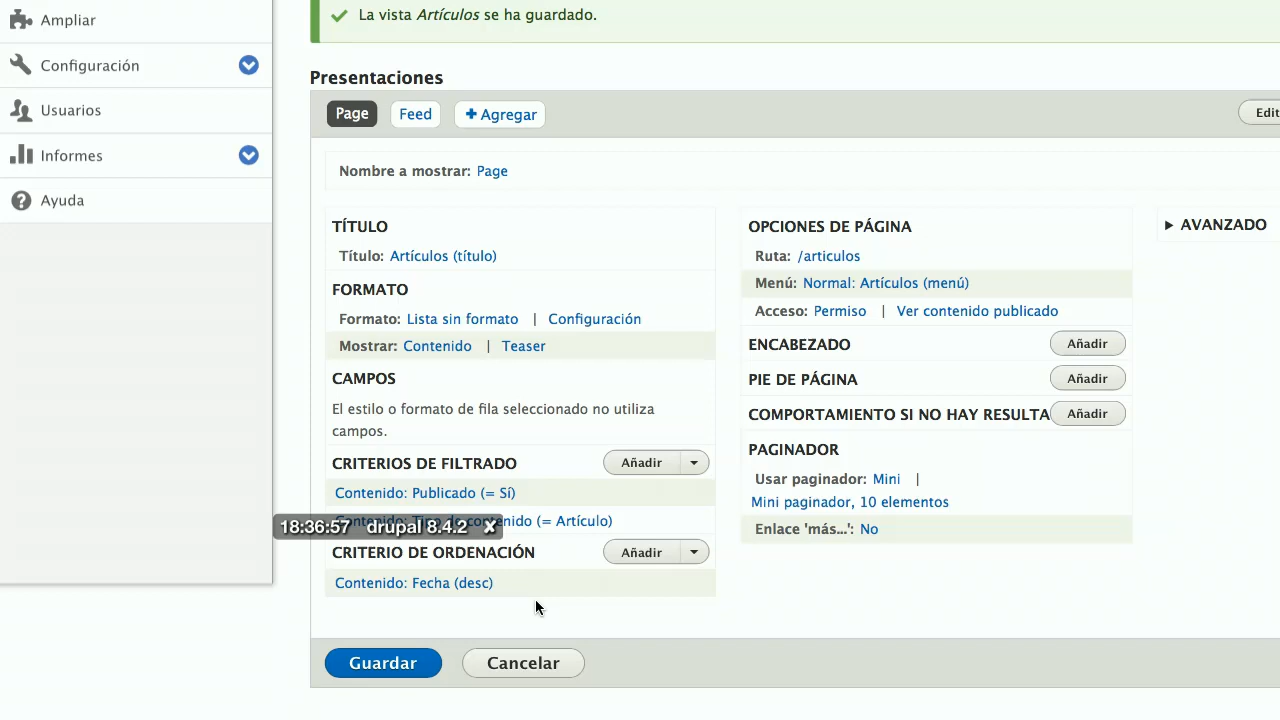 Ampliar
Configuración
Usuarios
Informes
Ayuda
La vista Artículos se ha guardado.
Presentaciones
Page
Feed
+ Agregar
Edit
Nombre a mostrar: Page
TÍTULO
Título: Artículos (título)
FORMATO
Formato: Lista sin formato | Configuración
Mostrar: Contenido | Teaser
CAMPOS
El estilo o formato de fila seleccionado no utiliza
campos.
CRITERIOS DE FILTRADO
Añadir
Contenido: Publicado (= Sí)
Contenido: Tipo de contenido (= Artículo)
18:36:57 drupal 8.4.2 x
CRITERIO DE ORDENACIÓN
Añadir
Contenido: Fecha (desc)
OPCIONES DE PÁGINA
Ruta: /articulos
Menú: Normal: Artículos (menú)
Acceso: Permiso | Ver contenido publicado
ENCABEZADO
Añadir
PIE DE PÁGINA
Añadir
COMPORTAMIENTO SI NO HAY RESULTA
Añadir
PAGINADOR
Usar paginador: Mini |
Mini paginador, 10 elementos
Enlace 'más...': No
AVANZADO
Guardar
Cancelar